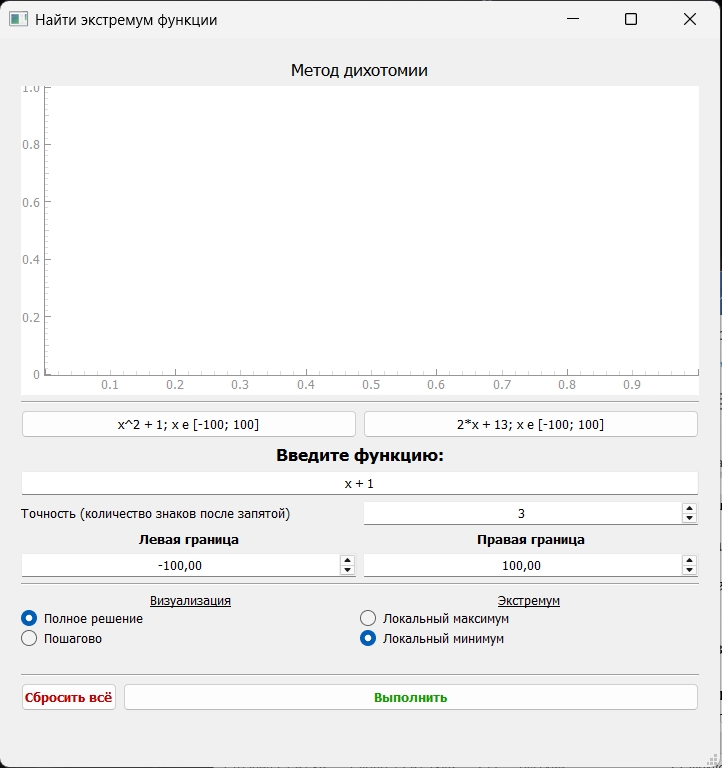 Найти экстремум функции
Метод дихотомии
1.0
0.8
0.6
0.4
0.2
0
0.1 0.2 0.3 0.4 0.5 0.6 0.7 0.8 0.9
x^2 + 1; x e [-100; 100] 2*x + 13; x e [-100; 100]
Введите функцию:
x + 1
Точность (количество знаков после запятой) 3
Левая граница Правая граница
-100,00 100,00
Визуализация Экстремум
Полное решение Локальный максимум
Пошагово Локальный минимум
Сбросить всё Выполнить